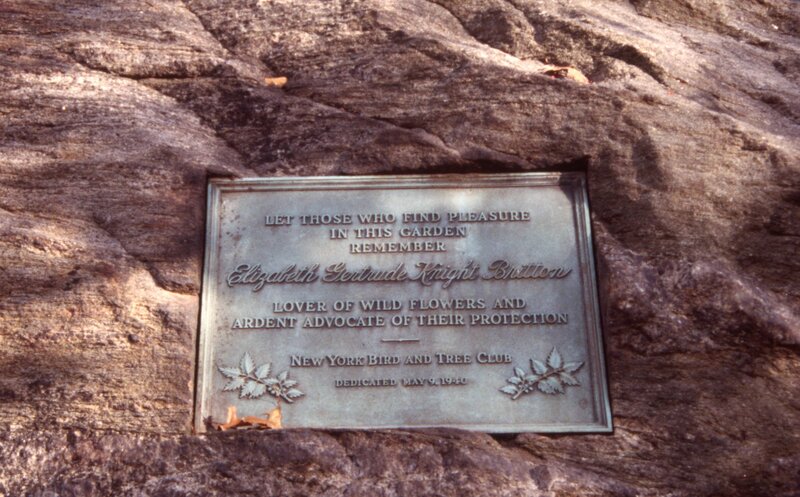 LET THOSE WHO FIND PLEASURE
IN THIS GARDEN
REMEMBER
Elizabeth Gertrude Knight Britton
LOVER OF WILD FLOWERS AND
ARDENT ADVOCATE OF THEIR PROTECTION
NEW YORK BIRD AND TREE CLUB
DEDICATED MAY 9, 1940